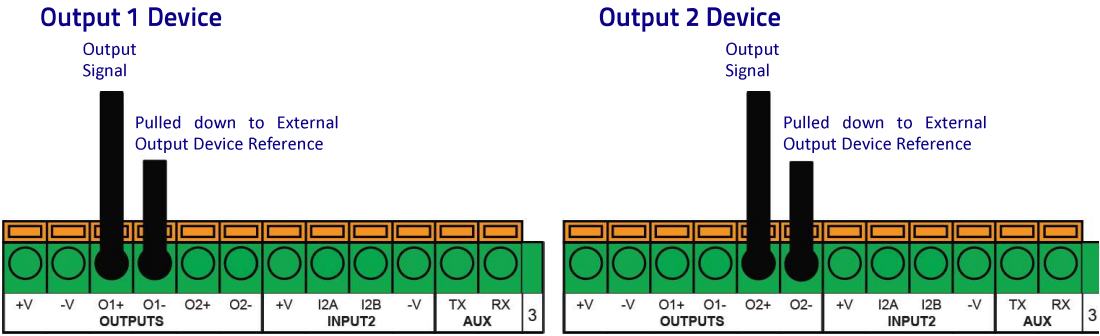 Output 1 Device
Output
Signal
Pulled down to External
Output Device Reference
+V -V O1+ O1- O2+ O2- +V I2A I2B -V TX RX 3
OUTPUTS INPUT2 AUX
Output 2 Device
Output
Signal
Pulled down to External
Output Device Reference
+V -V O1+ O1- O2+ O2- +V I2A I2B -V TX RX 3
OUTPUTS INPUT2 AUX